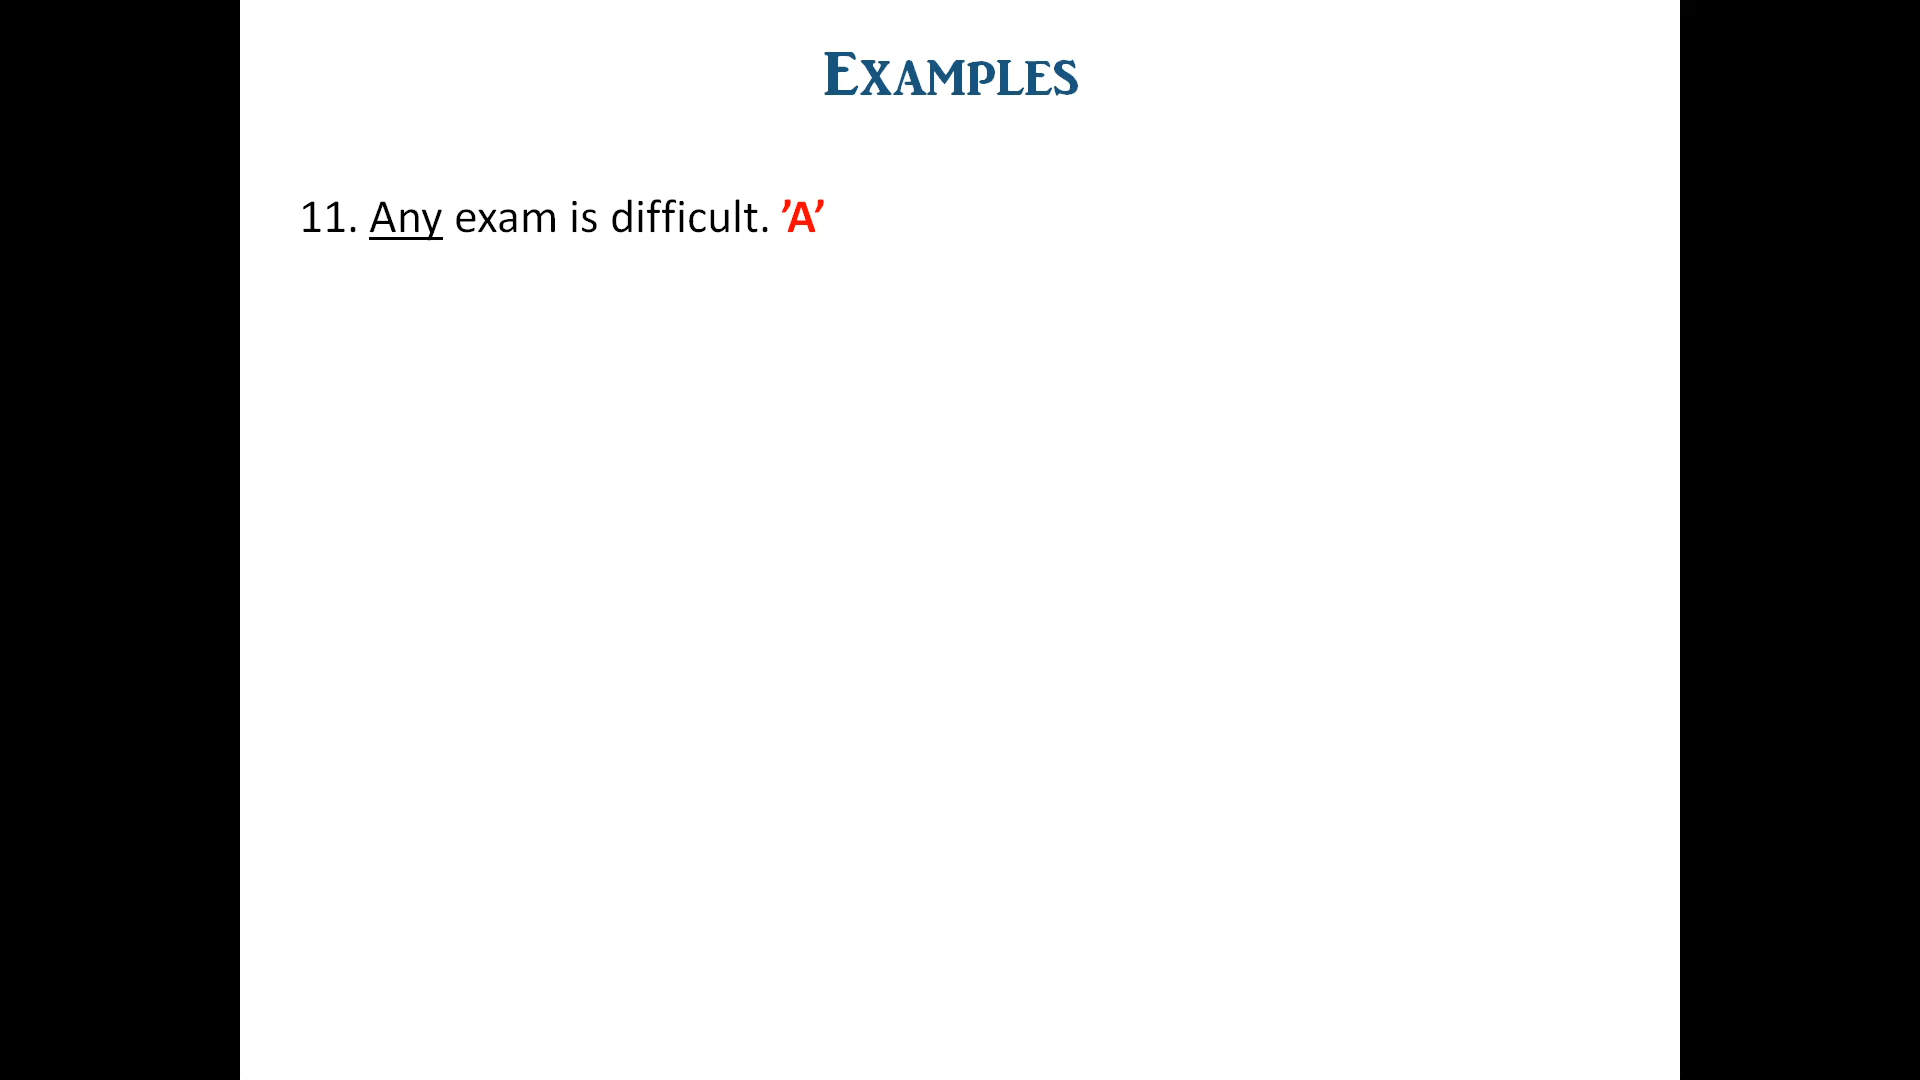 Examples
11. Any exam is difficult. ’A’